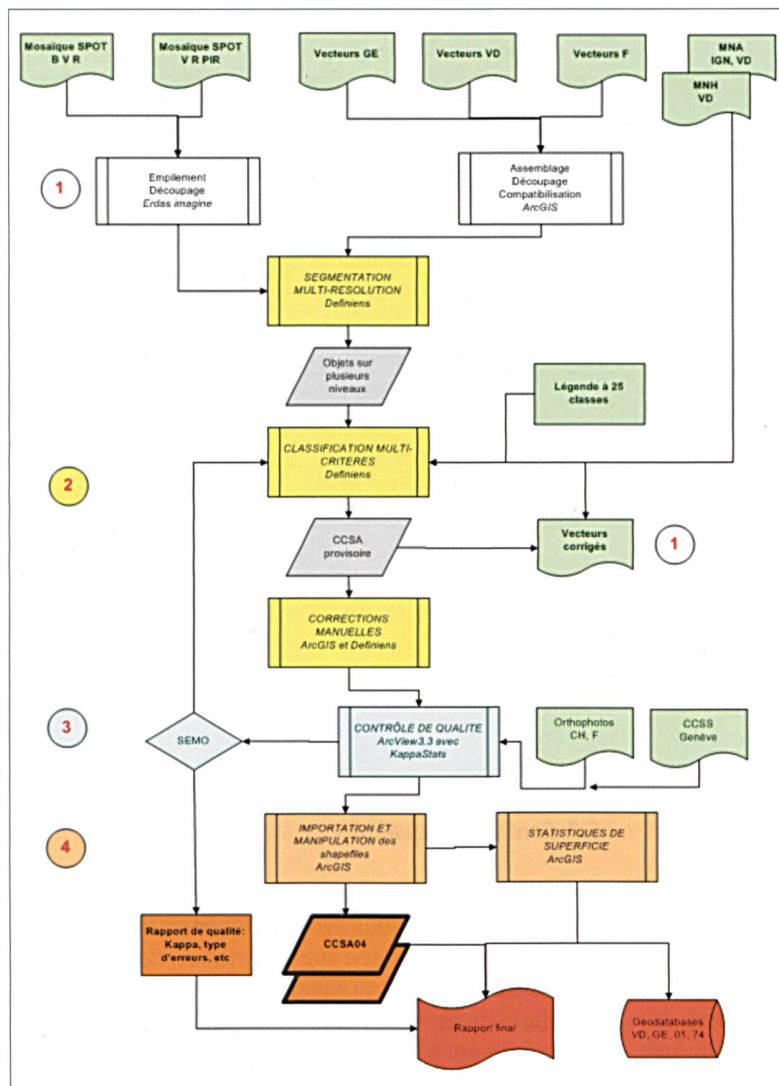 Mosaïque SPOT
B V R
Mosaïque SPOT
V R PIR
Vecteurs GE
Vecteurs VD
Vecteurs F
MNA
IGN, VD
MNH
VD
1
Empilement
Découpage
Erdas imagine
Assemblage
Découpage
Compatibilisation
ArcGIS
SEGMENTATION
MULTI-RESOLUTION
Definiens
Objets sur
plusieurs
niveaux
Légende à 25
classes
2
CLASSIFICATION MULTI-
CRITERES
Definiens
CCSA
provisoire
Vecteurs
corrigés
1
CORRECTIONS
MANUELLES
ArcGIS et Definiens
3
SEMO
CONTRÔLE DE QUALITE
ArcView3.3 avec
KappaStats
Orthophotos
CH, F
CCSS
Genève
4
IMPORTATION ET
MANIPULATION des
shapefiles
ArcGIS
STATISTIQUES DE
SUPERFICIE
ArcGIS
Rapport de qualité:
Kappa, type
d'erreurs, etc
CCSA04
Rapport final
Géodatabases
VD, GE, 01, 74